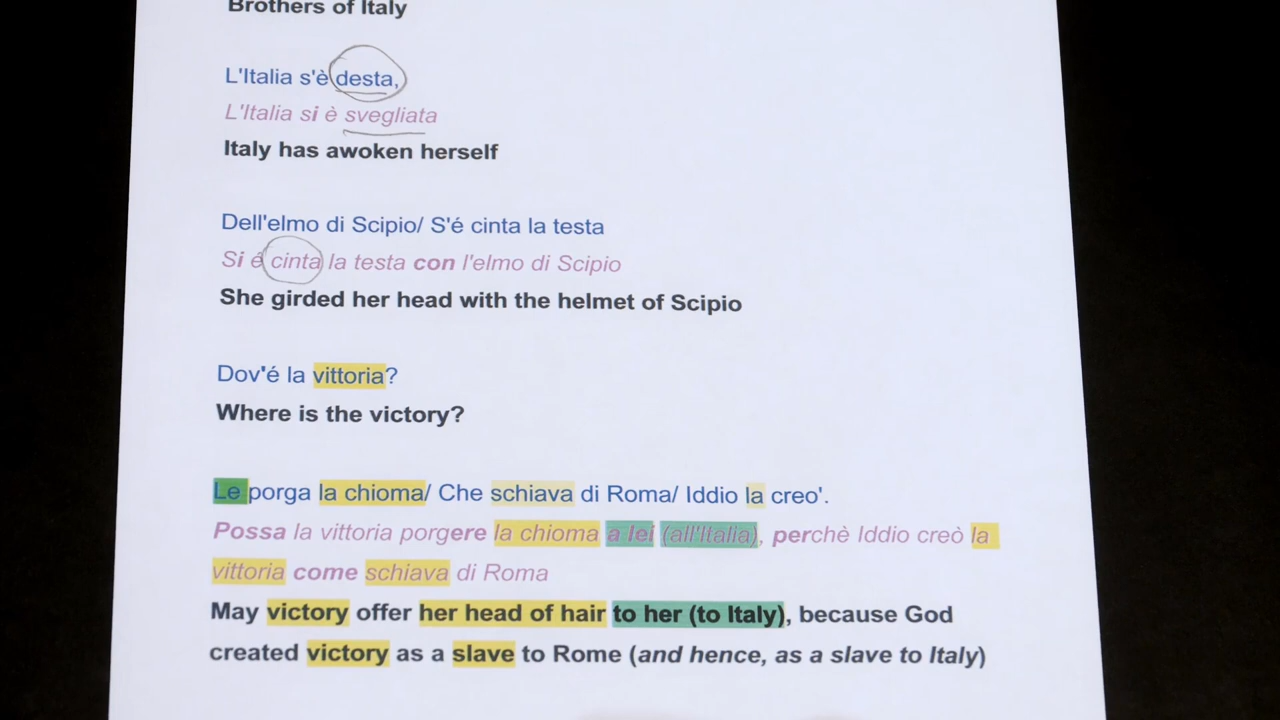 Brothers of Italy
L'Italia s'è desta,
L'Italia si è svegliata
Italy has awoken herself
Dell'elmo di Scipio/ S'é cinta la testa
Si é cinta la testa con l'elmo di Scipio
She girded her head with the helmet of Scipio
Dov'é la vittoria?
Where is the victory?
Le porga la chioma/ Che schiava di Roma/ Iddio la creo'.
Possa la vittoria porgere la chioma a lei (all'Italia), perchè Iddio creò la
vittoria come schiava di Roma
May victory offer her head of hair to her (to Italy), because God
created victory as a slave to Rome (and hence, as a slave to Italy)